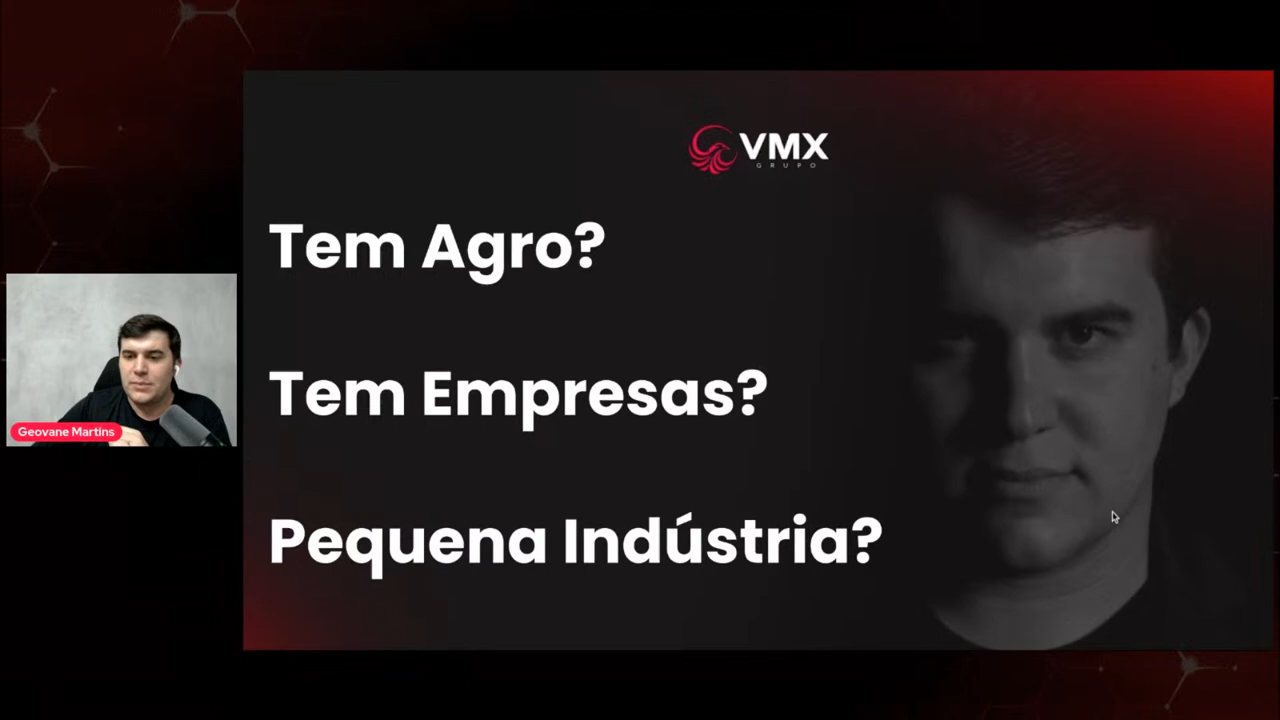 VMX
GRUPO
Tem Agro?
Tem Empresas?
Pequena Indústria?
Geovane Martins